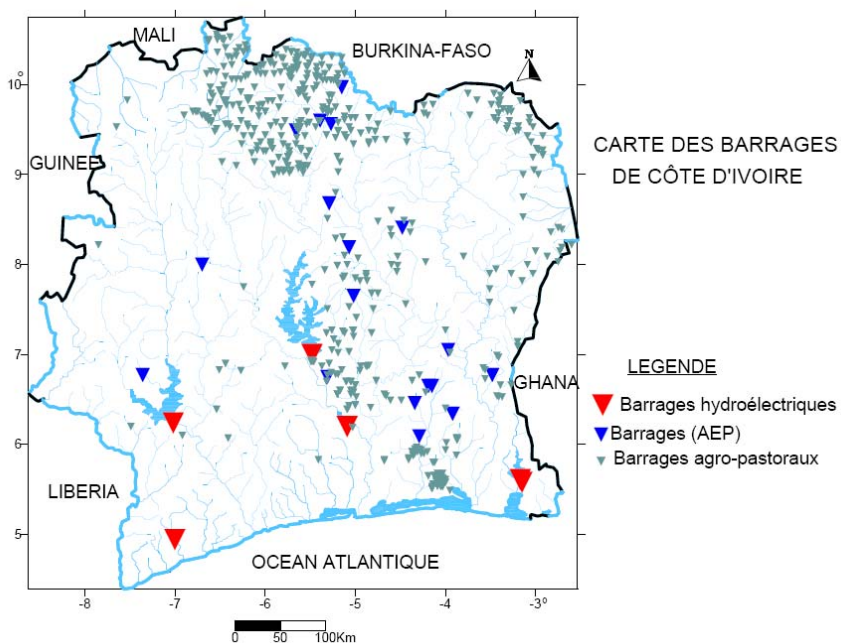 MALI
BURKINA-FASO
N
10°
9
8
7
6
5
4
GUINEE
GHANA
LIBERIA
OCEAN ATLANTIQUE
-8 -7 -6 -5 -4 -3°
0 50 100Km
CARTE DES BARRAGES
DE CÔTE D'IVOIRE
LEGENDE
Barrages hydroélectriques
Barrages (AEP)
Barrages agro-pastoraux